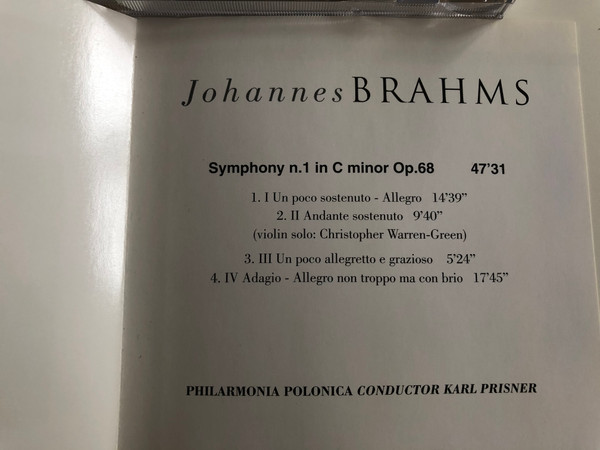 Johannes BRAHMS
Symphony n.1 in C minor Op.68 47'31
1. I Un poco sostenuto - Allegro 14'39”
2. II Andante sostenuto 9'40”
(violin solo: Christopher Warren-Green)
3. III Un poco allegretto e grazioso 5'24”
4. IV Adagio - Allegro non troppo ma con brio 17'45”
PHILARMONIA POLONICA CONDUCTOR KARL PRISNER